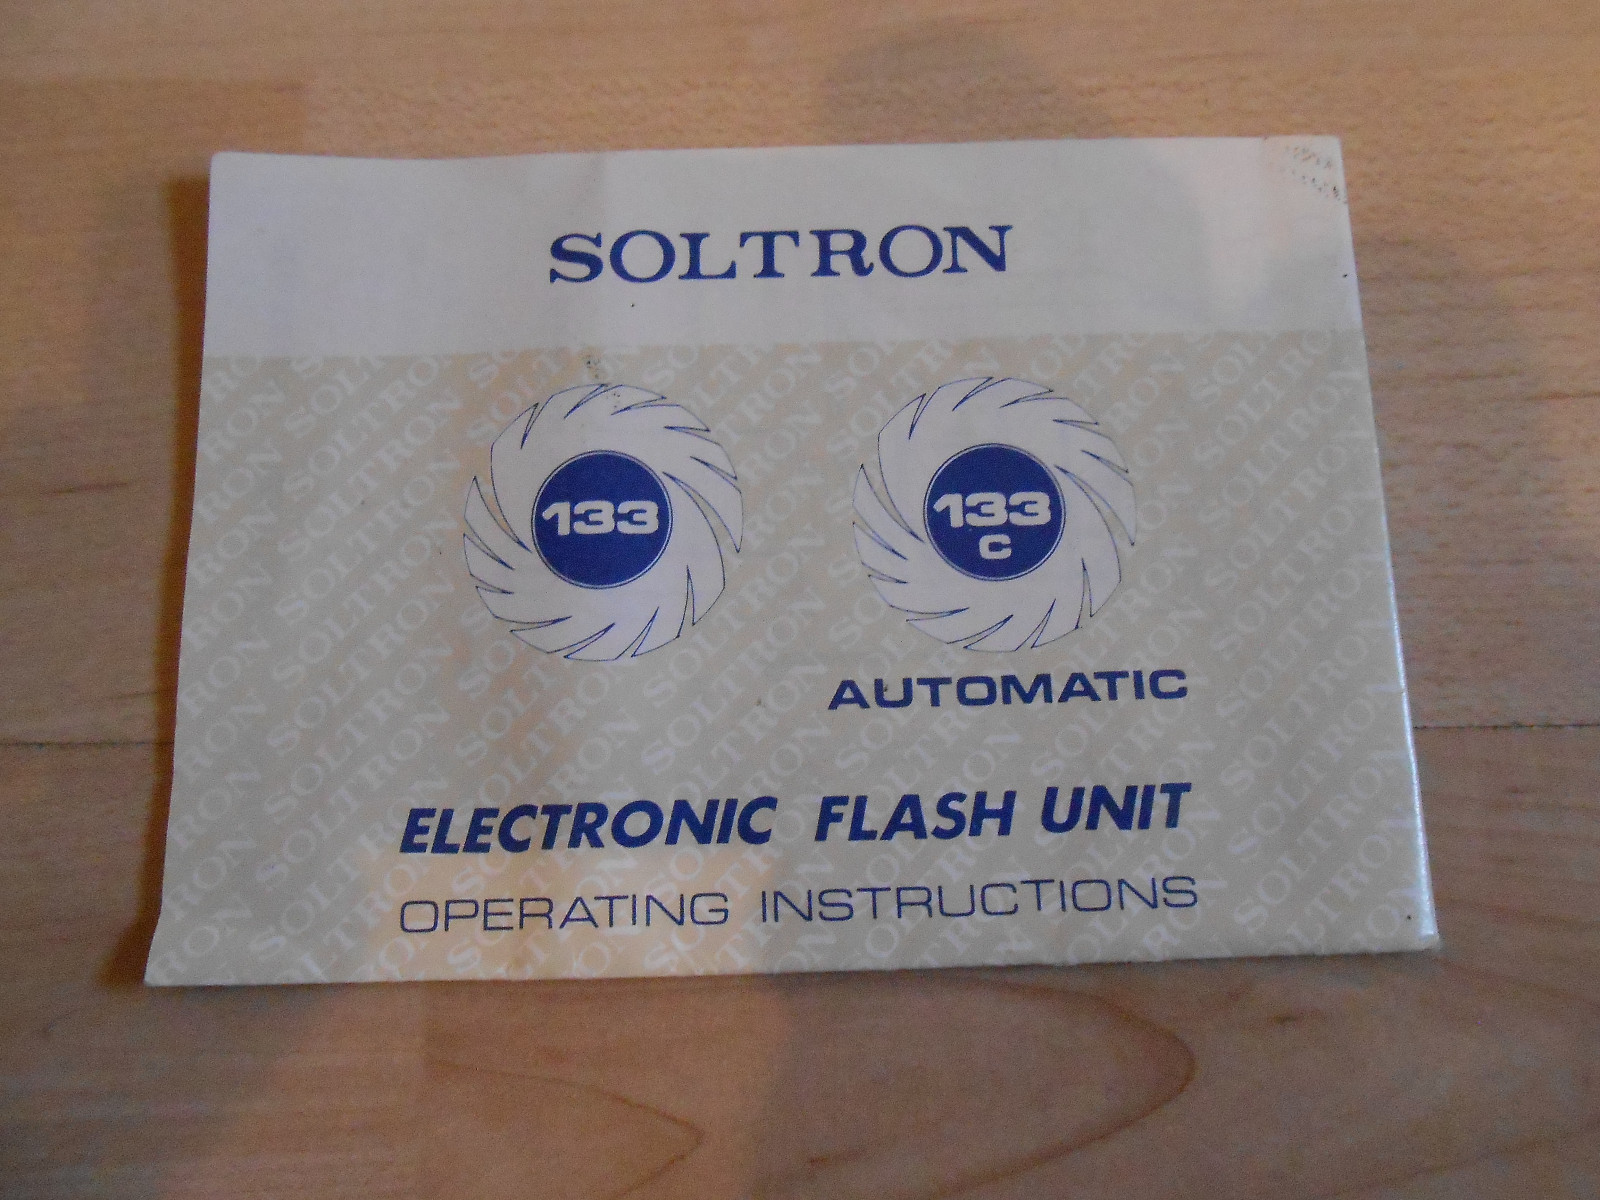 SOLTRON
133
133
C
AUTOMATIC
ELECTRONIC FLASH UNIT
OPERATING INSTRUCTIONS